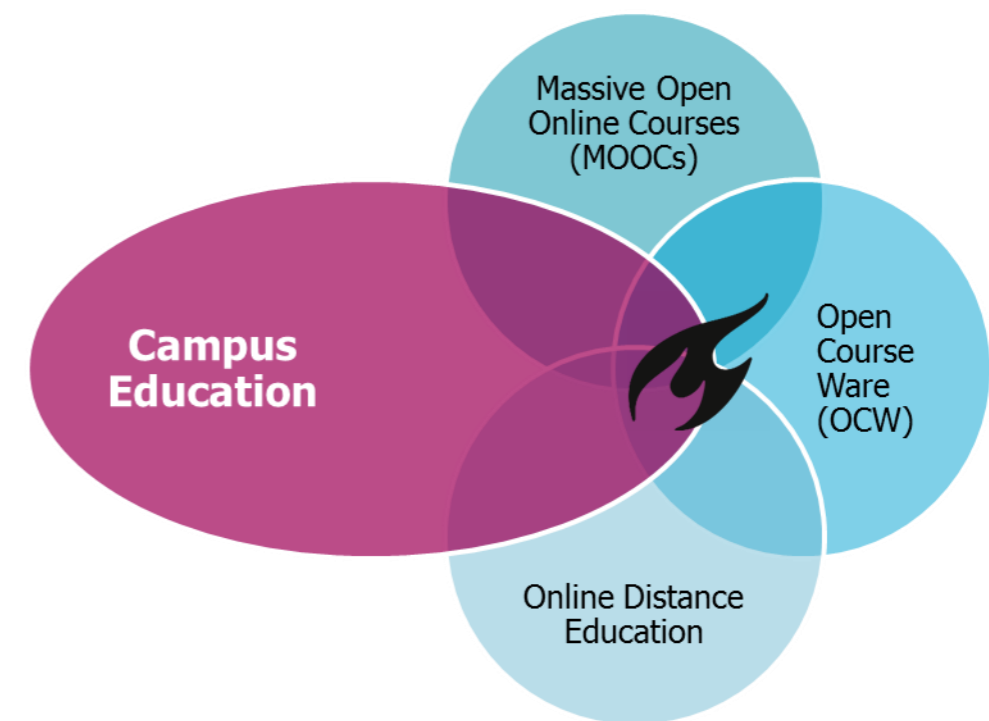 Massive Open
Online Courses
(MOOCs)
Campus
Education
Open
Course
Ware
(OCW)
Online Distance
Education